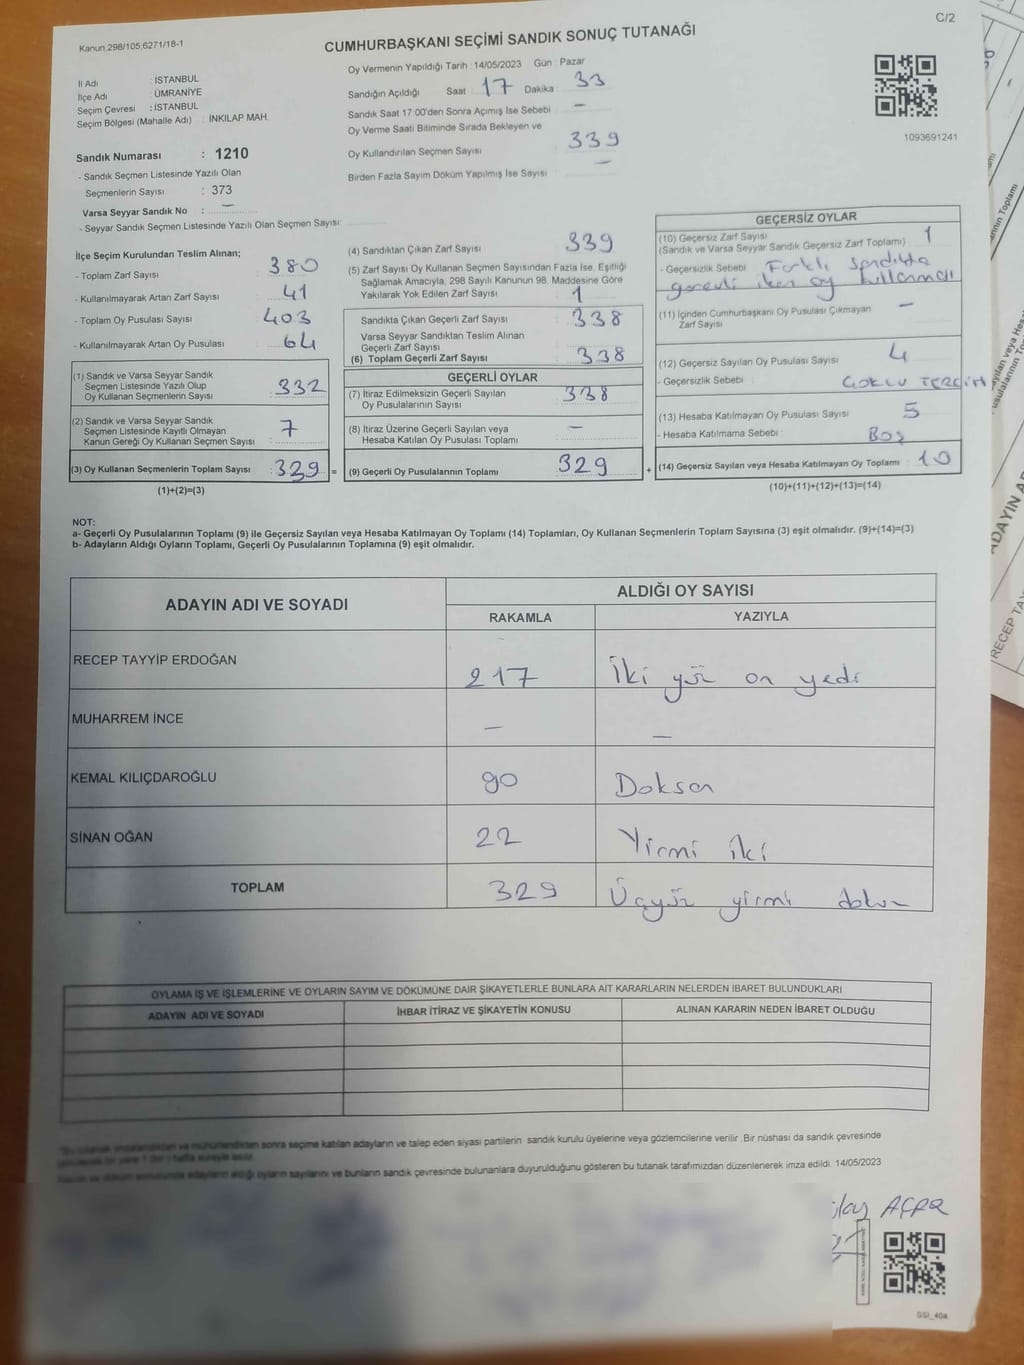 C/2
Kanun:298/105,6271/18-1
CUMHURBAŞKANI SEÇİMİ SANDIK SONUÇ TUTANAĞI
İl Adı : İSTANBUL
İlçe Adı : ÜMRANİYE
Seçim Çevresi : İSTANBUL
Seçim Bölgesi (Mahalle Adı) : İNKILAP MAH.
Sandık Numarası : 1210
- Sandık Seçmen Listesinde Yazılı Olan
Seçmenlerin Sayısı : 373
Varsa Seyyar Sandık No : —
- Seyyar Sandık Seçmen Listesinde Yazılı Olan Seçmen Sayısı:
Oy Vermenin Yapıldığı Tarih : 14/05/2023 Gün : Pazar
Sandığın Açıldığı Saat : 17 Dakika : 33
Sandık Saat 17:00'den Sonra Açımış İse Sebebi : —
Oy Verme Saati Bitiminde Sırada Bekleyen ve
Oy Kullandırılan Seçmen Sayısı : 339
Birden Fazla Sayım Döküm Yapılmış İse Sayısı : —
1093691241
İlçe Seçim Kurulundan Teslim Alınan;
- Toplam Zarf Sayısı : 380
- Kullanılmayarak Artan Zarf Sayısı : 41
- Toplam Oy Pusulası Sayısı : 403
- Kullanılmayarak Artan Oy Pusulası : 64
(1) Sandık ve Varsa Seyyar Sandık
Seçmen Listesinde Yazılı Olup
Oy Kullanan Seçmenlerin Sayısı : 332
(2) Sandık ve Varsa Seyyar Sandık
Seçmen Listesinde Kayıtlı Olmayan
Kanun Gereği Oy Kullanan Seçmen Sayısı : 7
(3) Oy Kullanan Seçmenlerin Toplam Sayısı : 329 =
(1)+(2)=(3)
(4) Sandıktan Çıkan Zarf Sayısı : 339
(5) Zarf Sayısı Oy Kullanan Seçmen Sayısından Fazla İse, Eşitliği
Sağlamak Amacıyla; 298 Sayılı Kanunun 98. Maddesine Göre
Yakılarak Yok Edilen Zarf Sayısı : 1
Sandıkta Çıkan Geçerli Zarf Sayısı : 338
Varsa Seyyar Sandıktan Teslim Alınan
Geçerli Zarf Sayısı
(6) Toplam Geçerli Zarf Sayısı : 338
GEÇERLİ OYLAR
(7) İtiraz Edilmeksizin Geçerli Sayılan
Oy Pusulalarının Sayısı : 338
(8) İtiraz Üzerine Geçerli Sayılan veya
Hesaba Katılan Oy Pusulası Toplamı : —
(9) Geçerli Oy Pusulalarının Toplamı : 329 +
GEÇERSİZ OYLAR
(10) Geçersiz Zarf Sayısı : 1
(Sandık ve Varsa Seyyar Sandık Geçersiz Zarf Toplamı)
- Geçersizlik Sebebi : Farklı sandıkta
görevli iken oy kullanmadı
(11) İçinden Cumhurbaşkanı Oy Pusulası Çıkmayan
Zarf Sayısı : —
(12) Geçersiz Sayılan Oy Pusulası Sayısı : 4
- Geçersizlik Sebebi : ÇOKLU TERCİH
(13) Hesaba Katılmayan Oy Pusulası Sayısı : 5
- Hesaba Katılmama Sebebi : BOŞ
(14) Geçersiz Sayılan veya Hesaba Katılmayan Oy Toplamı : 10
(10)+(11)+(12)+(13)=(14)
NOT:
a- Geçerli Oy Pusulalarının Toplamı (9) ile Geçersiz Sayılan veya Hesaba Katılmayan Oy Toplamı (14) Toplamları, Oy Kullanan Seçmenlerin Toplam Sayısına (3) eşit olmalıdır. (9)+(14)=(3)
b- Adayların Aldığı Oyların Toplamı, Geçerli Oy Pusulalarının Toplamına (9) eşit olmalıdır.
ADAYIN ADI VE SOYADI
ALDIĞI OY SAYISI
RAKAMLA YAZIYLA
RECEP TAYYİP ERDOĞAN 217 İki yüz on yedi
MUHARREM İNCE — —
KEMAL KILIÇDAROĞLU 90 Doksan
SİNAN OĞAN 22 Yirmi iki
TOPLAM 329 Üçyüz yirmi dokuz
OYLAMA İŞ VE İŞLEMLERİNE VE OYLARIN SAYIM VE DÖKÜMÜNE DAİR ŞİKAYETLERLE BUNLARA AİT KARARLARIN NELERDEN İBARET BULUNDUKLARI
ADAYIN ADI VE SOYADI İHBAR İTİRAZ VE ŞİKAYETİN KONUSU ALINAN KARARIN NEDEN İBARET OLDUĞU
sonra seçime katılan adayların ve talep eden siyasi partilerin sandık kurulu üyelerine veya gözlemcilerine verilir. Bir nüshası da sandık çevresinde
adayların aldığı oyların sayılarını ve bunların sandık çevresinde bulunanlara duyurulduğunu gösteren bu tutanak tarafımızdan düzenlenerek imza edildi. 14/05/2023
SSI_404
ADAYIN
RECEP TAY